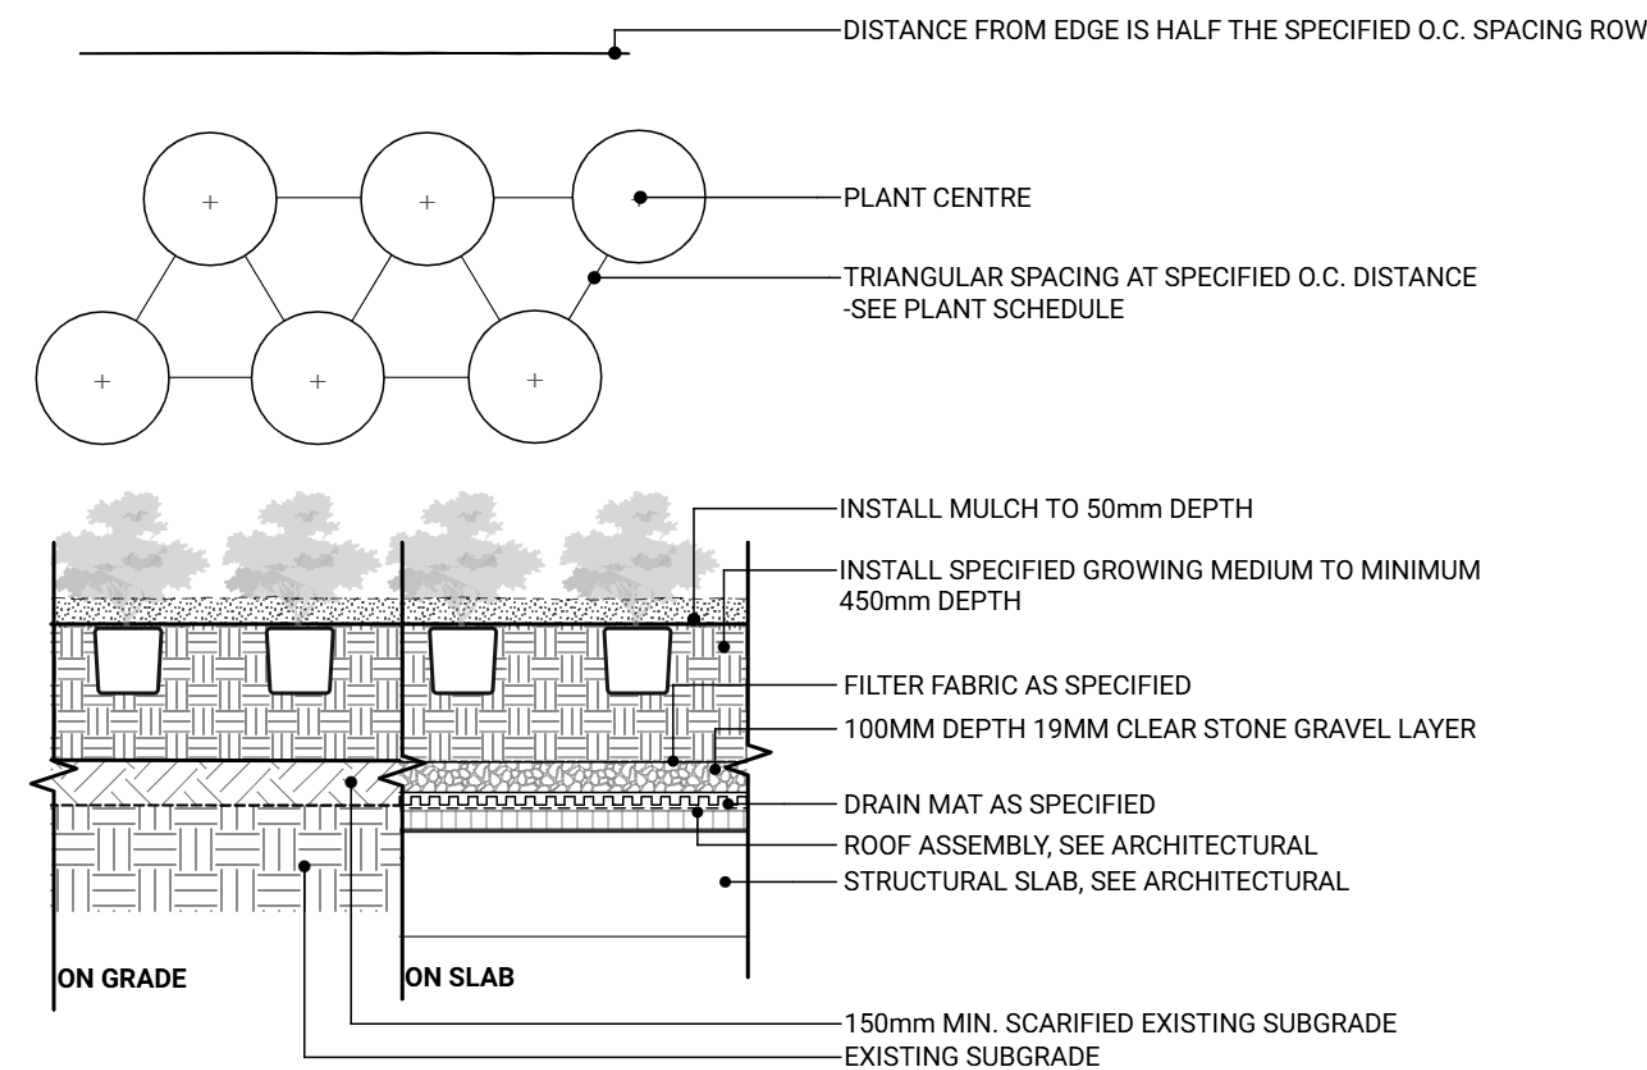 DISTANCE FROM EDGE IS HALF THE SPECIFIED O.C. SPACING ROW
PLANT CENTRE
TRIANGULAR SPACING AT SPECIFIED O.C. DISTANCE
-SEE PLANT SCHEDULE
INSTALL MULCH TO 50mm DEPTH
INSTALL SPECIFIED GROWING MEDIUM TO MINIMUM
450mm DEPTH
FILTER FABRIC AS SPECIFIED
100MM DEPTH 19MM CLEAR STONE GRAVEL LAYER
DRAIN MAT AS SPECIFIED
ROOF ASSEMBLY, SEE ARCHITECTURAL
STRUCTURAL SLAB, SEE ARCHITECTURAL
ON GRADE
ON SLAB
150mm MIN. SCARIFIED EXISTING SUBGRADE
EXISTING SUBGRADE